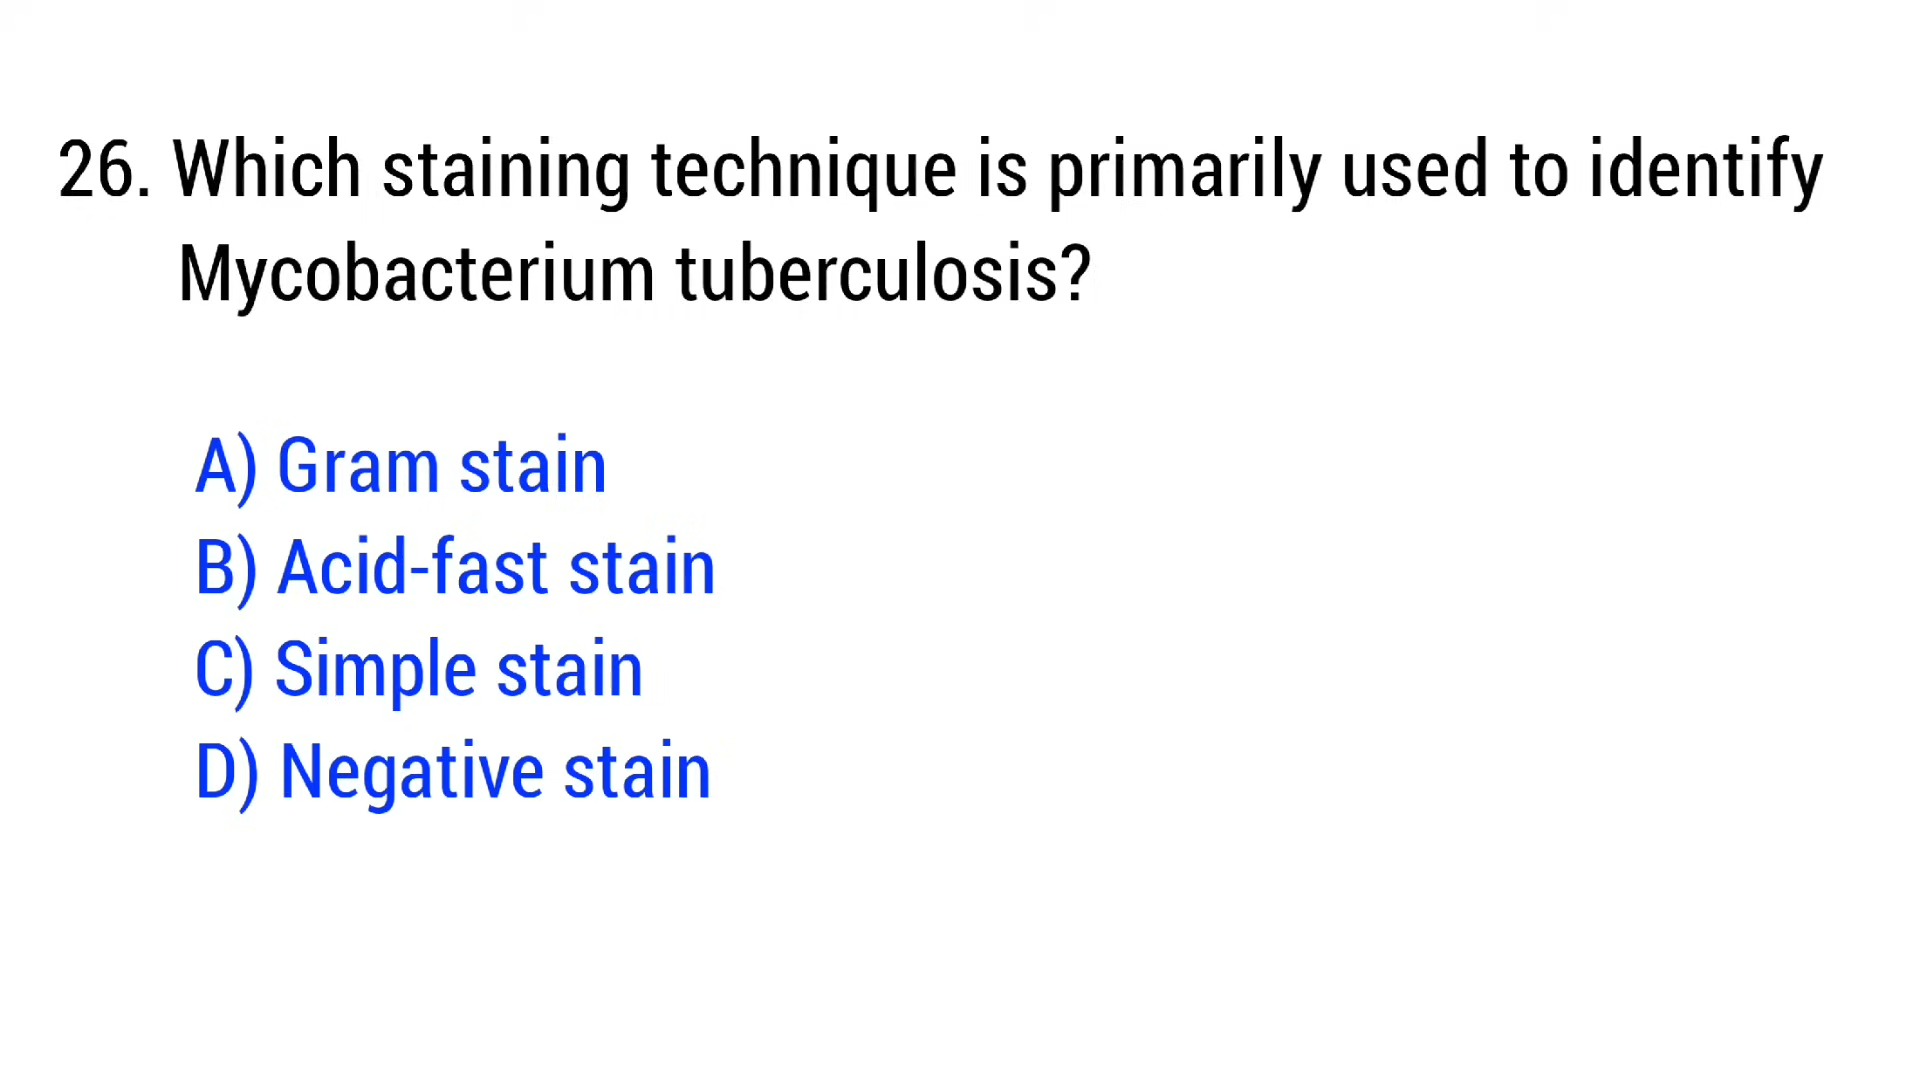 26. Which staining technique is primarily used to identify
Mycobacterium tuberculosis?
A) Gram stain
B) Acid-fast stain
C) Simple stain
D) Negative stain